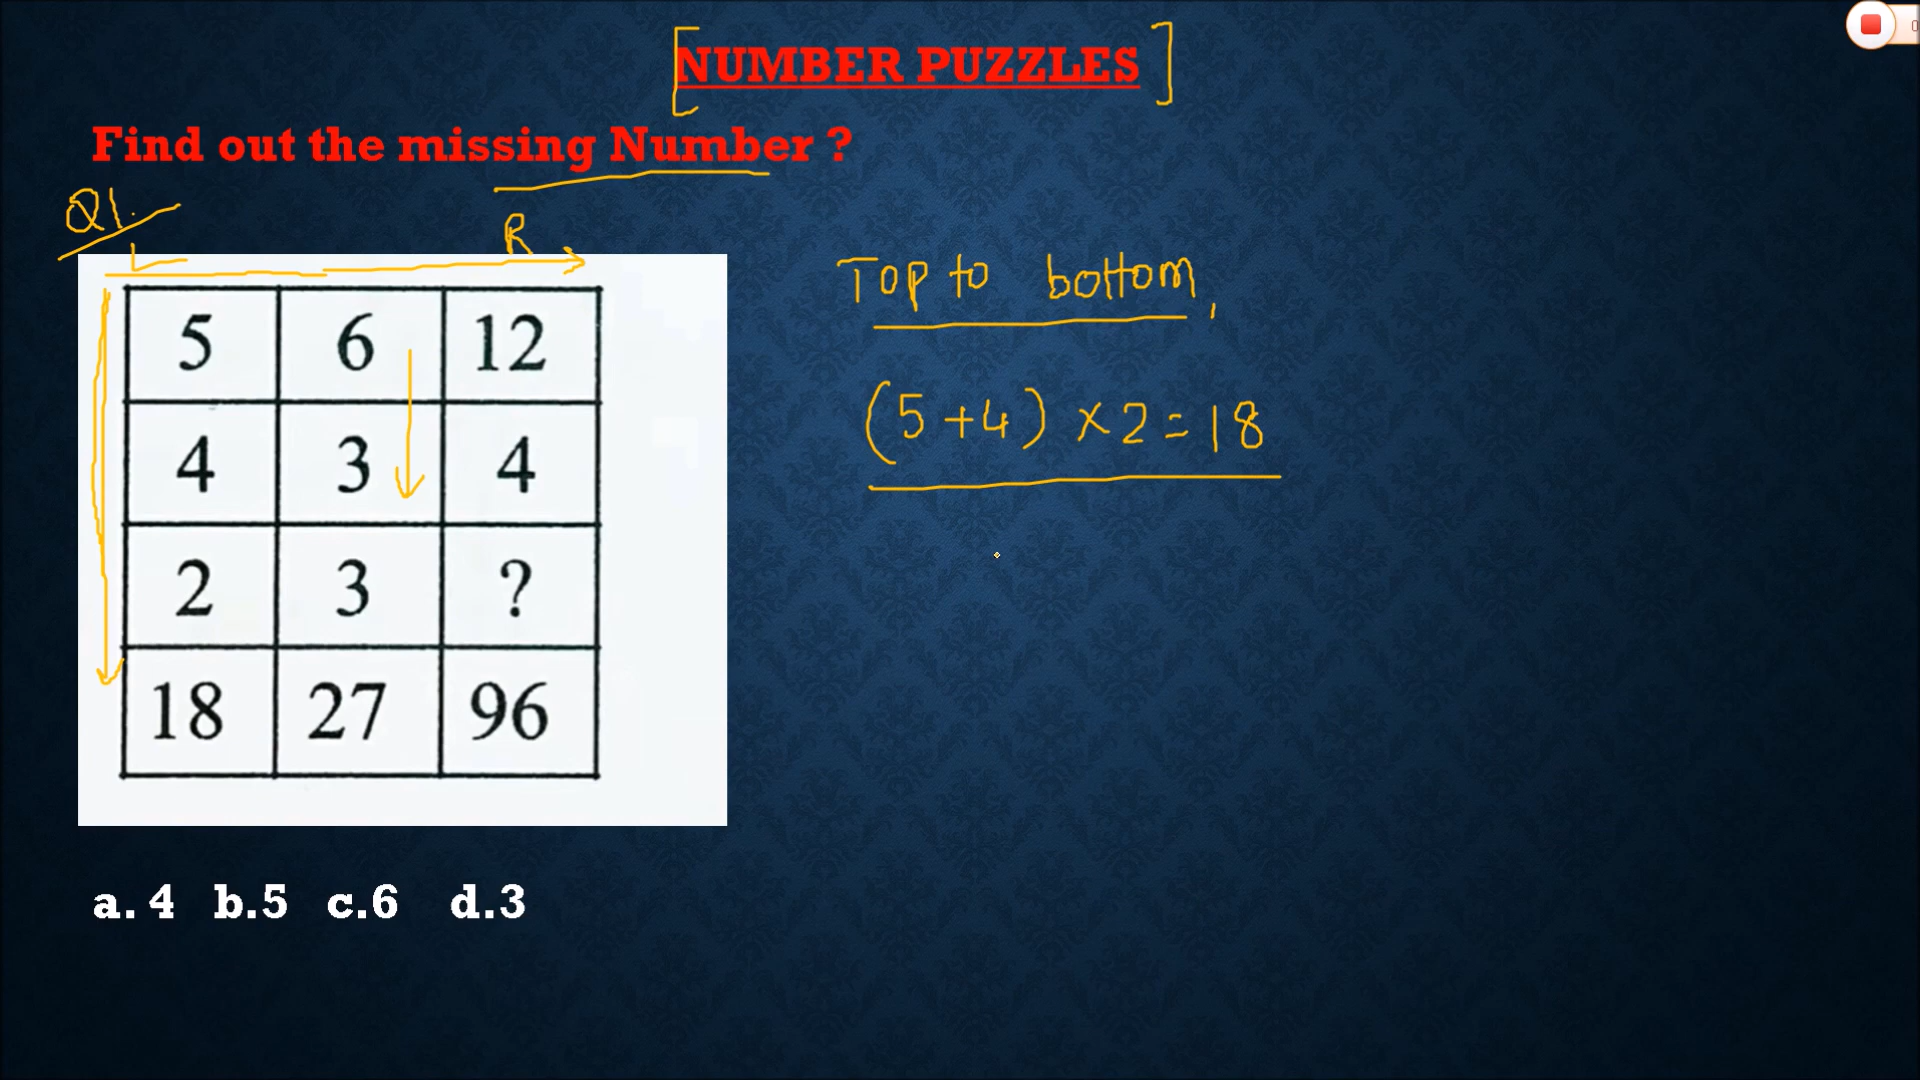 [NUMBER PUZZLES]
Find out the missing Number ?
Q1.
L R
5 6 12
4 3 4
2 3 ?
18 27 96
Top to bottom,
(5+4) × 2 = 18
a. 4 b.5 c.6 d.3